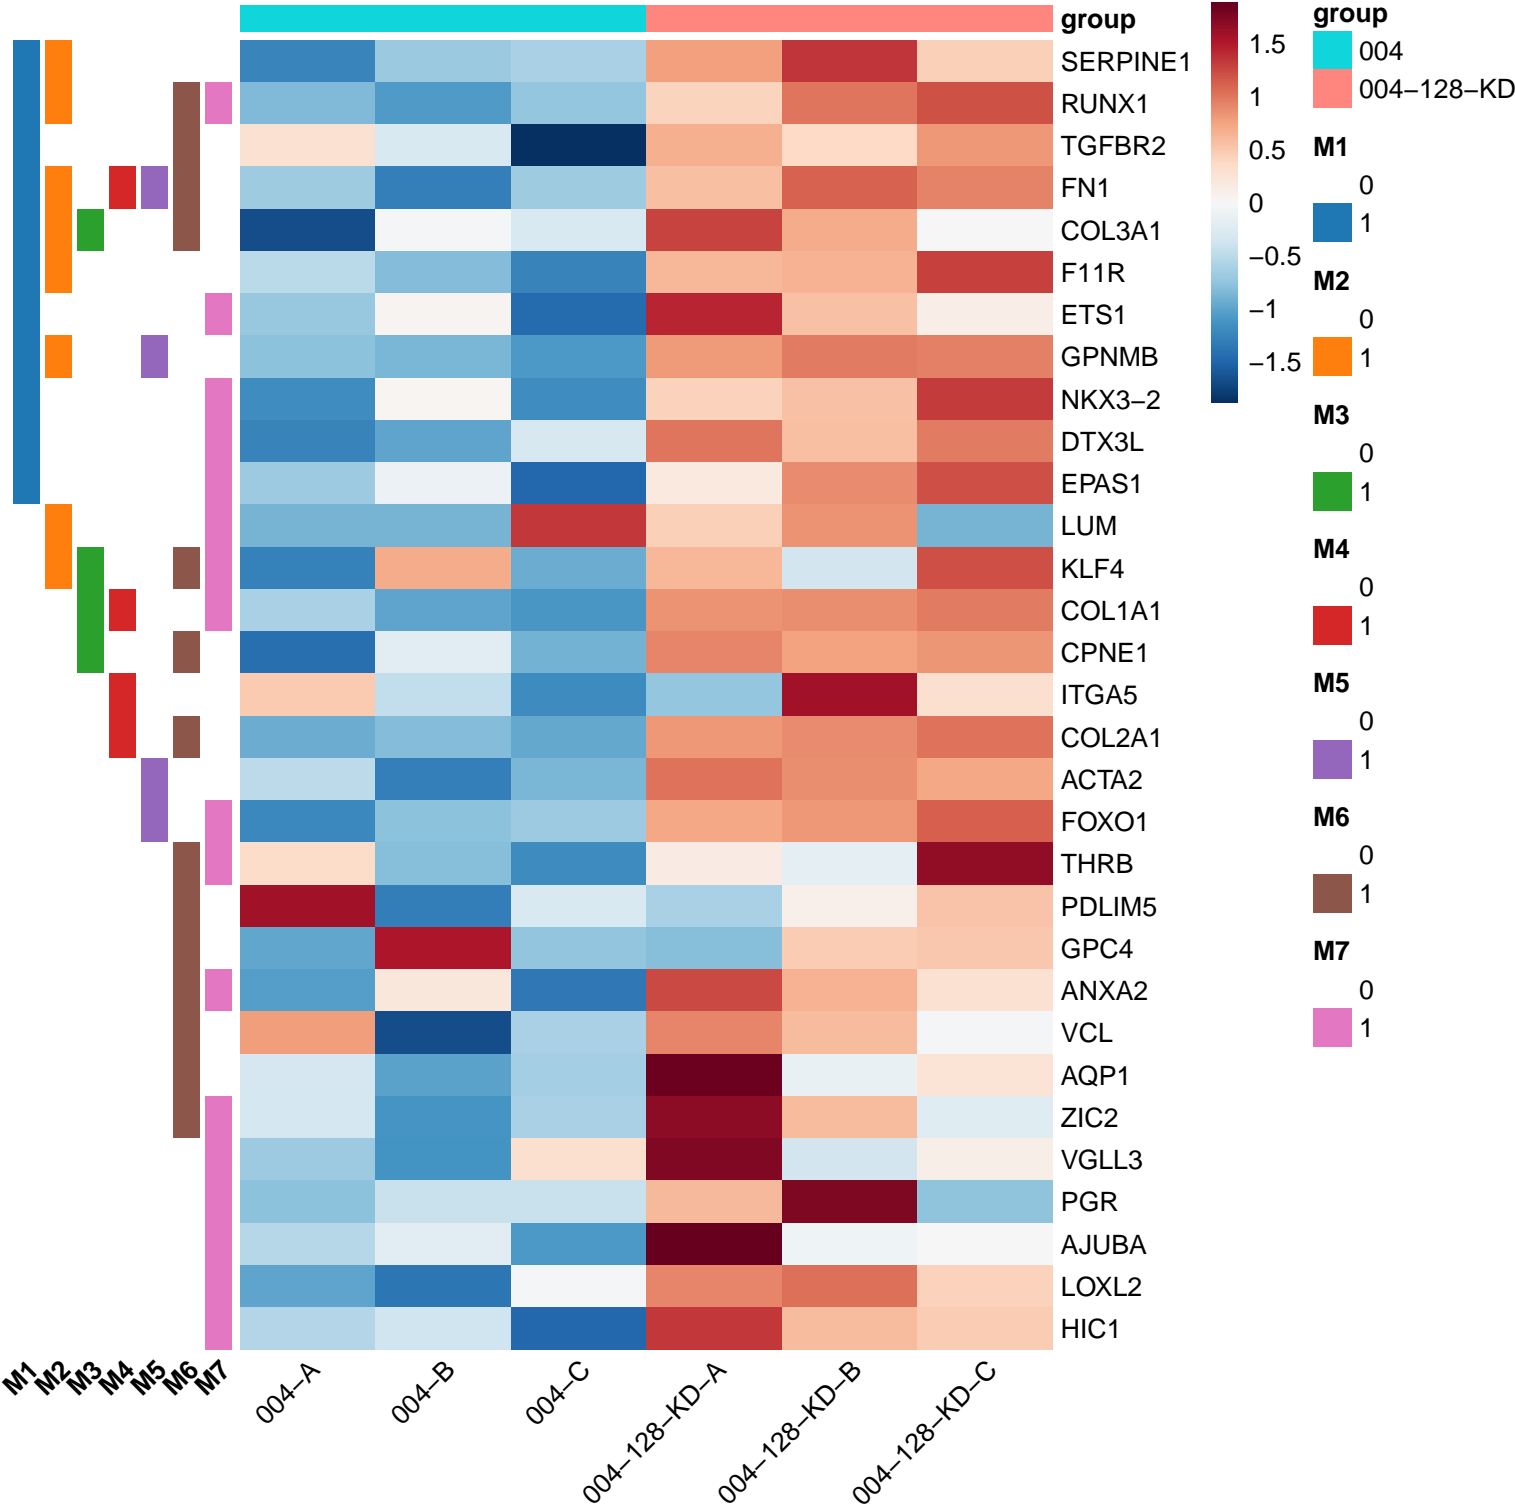 group
SERPINE1
RUNX1
TGFBR2
FN1
COL3A1
F11R
ETS1
GPNMB
NKX3−2
DTX3L
EPAS1
LUM
KLF4
COL1A1
CPNE1
ITGA5
COL2A1
ACTA2
FOXO1
THRB
PDLIM5
GPC4
ANXA2
VCL
AQP1
ZIC2
VGLL3
PGR
AJUBA
LOXL2
HIC1
M1
M2
M3
M4
M5
M6
M7
004−A
004−B
004−C
004−128−KD−A
004−128−KD−B
004−128−KD−C
1.5
1
0.5
0
−0.5
−1
−1.5
group
004
004−128−KD
M1
0
1
M2
0
1
M3
0
1
M4
0
1
M5
0
1
M6
0
1
M7
0
1